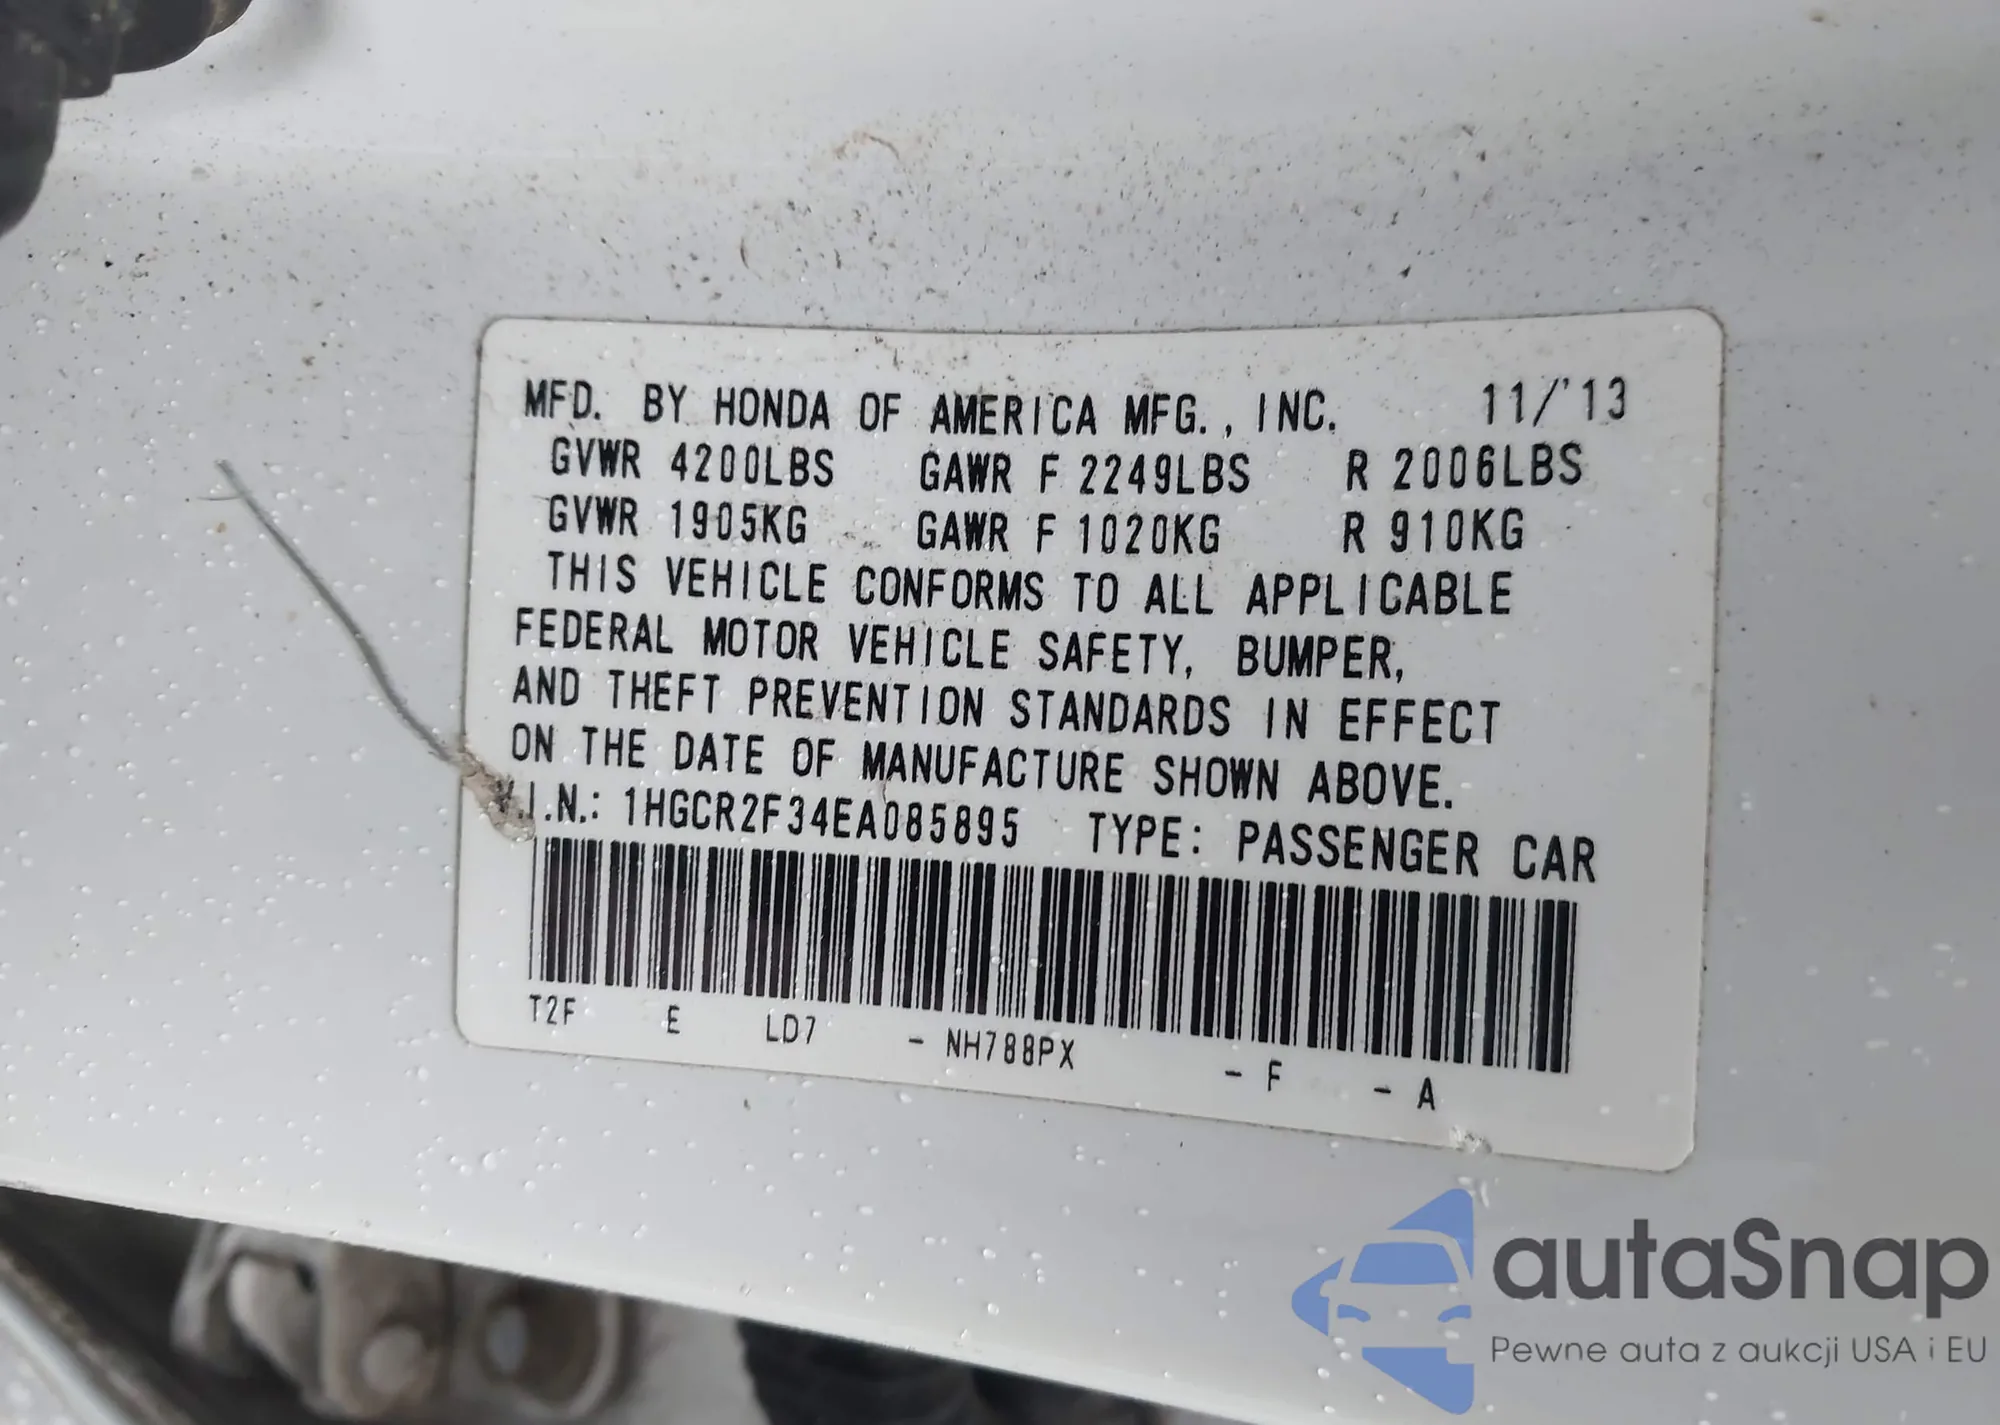 MFD. BY HONDA OF AMERICA MFG., INC. 11/'13
GVWR 4200LBS GAWR F 2249LBS R 2006LBS
GVWR 1905KG GAWR F 1020KG R 910KG
THIS VEHICLE CONFORMS TO ALL APPLICABLE
FEDERAL MOTOR VEHICLE SAFETY, BUMPER,
AND THEFT PREVENTION STANDARDS IN EFFECT
ON THE DATE OF MANUFACTURE SHOWN ABOVE.
V.I.N.: 1HGCR2F34EA085895 TYPE: PASSENGER CAR
T2F E LD7 - NH788PX - F - A
autaSnap
Pewne auta z aukcji USA i EU